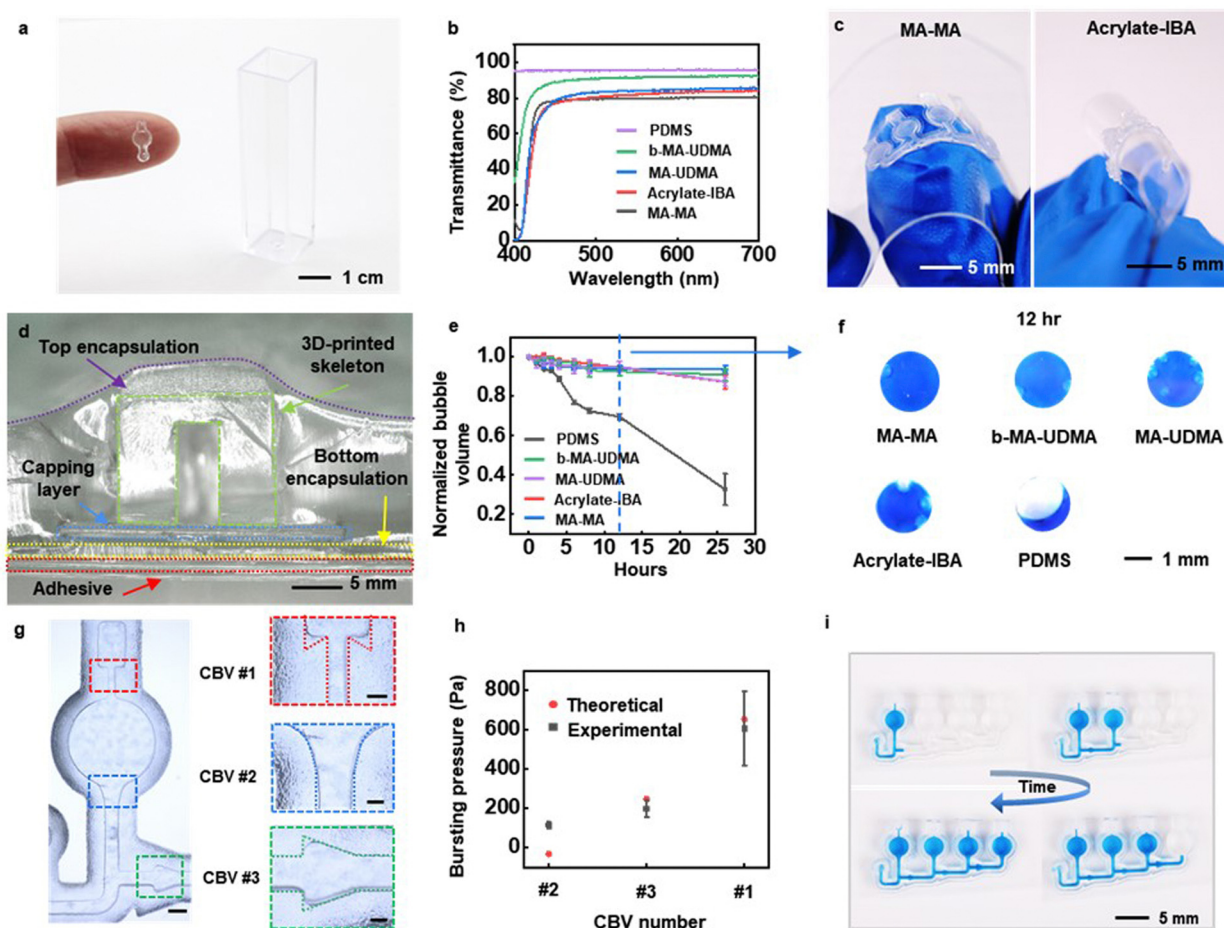 a
1 cm
b
Transmittance (%)
100
80
60
40
20
0
400
500
600
700
Wavelength (nm)
PDMS
b-MA-UDMA
MA-UDMA
Acrylate-IBA
MA-MA
c
MA-MA
Acrylate-IBA
5 mm
5 mm
d
Top encapsulation
3D-printed
skeleton
Capping
layer
Bottom
encapsulation
Adhesive
5 mm
e
Normalized bubble
volume
1.0
0.8
0.6
0.4
0.2
0
5
10
15
20
25
30
Hours
PDMS
b-MA-UDMA
MA-UDMA
Acrylate-IBA
MA-MA
f
12 hr
MA-MA
b-MA-UDMA
MA-UDMA
Acrylate-IBA
PDMS
1 mm
g
CBV #1
CBV #2
CBV #3
h
Bursting pressure (Pa)
800
600
400
200
0
Theoretical
Experimental
#2
#3
#1
CBV number
i
Time
5 mm